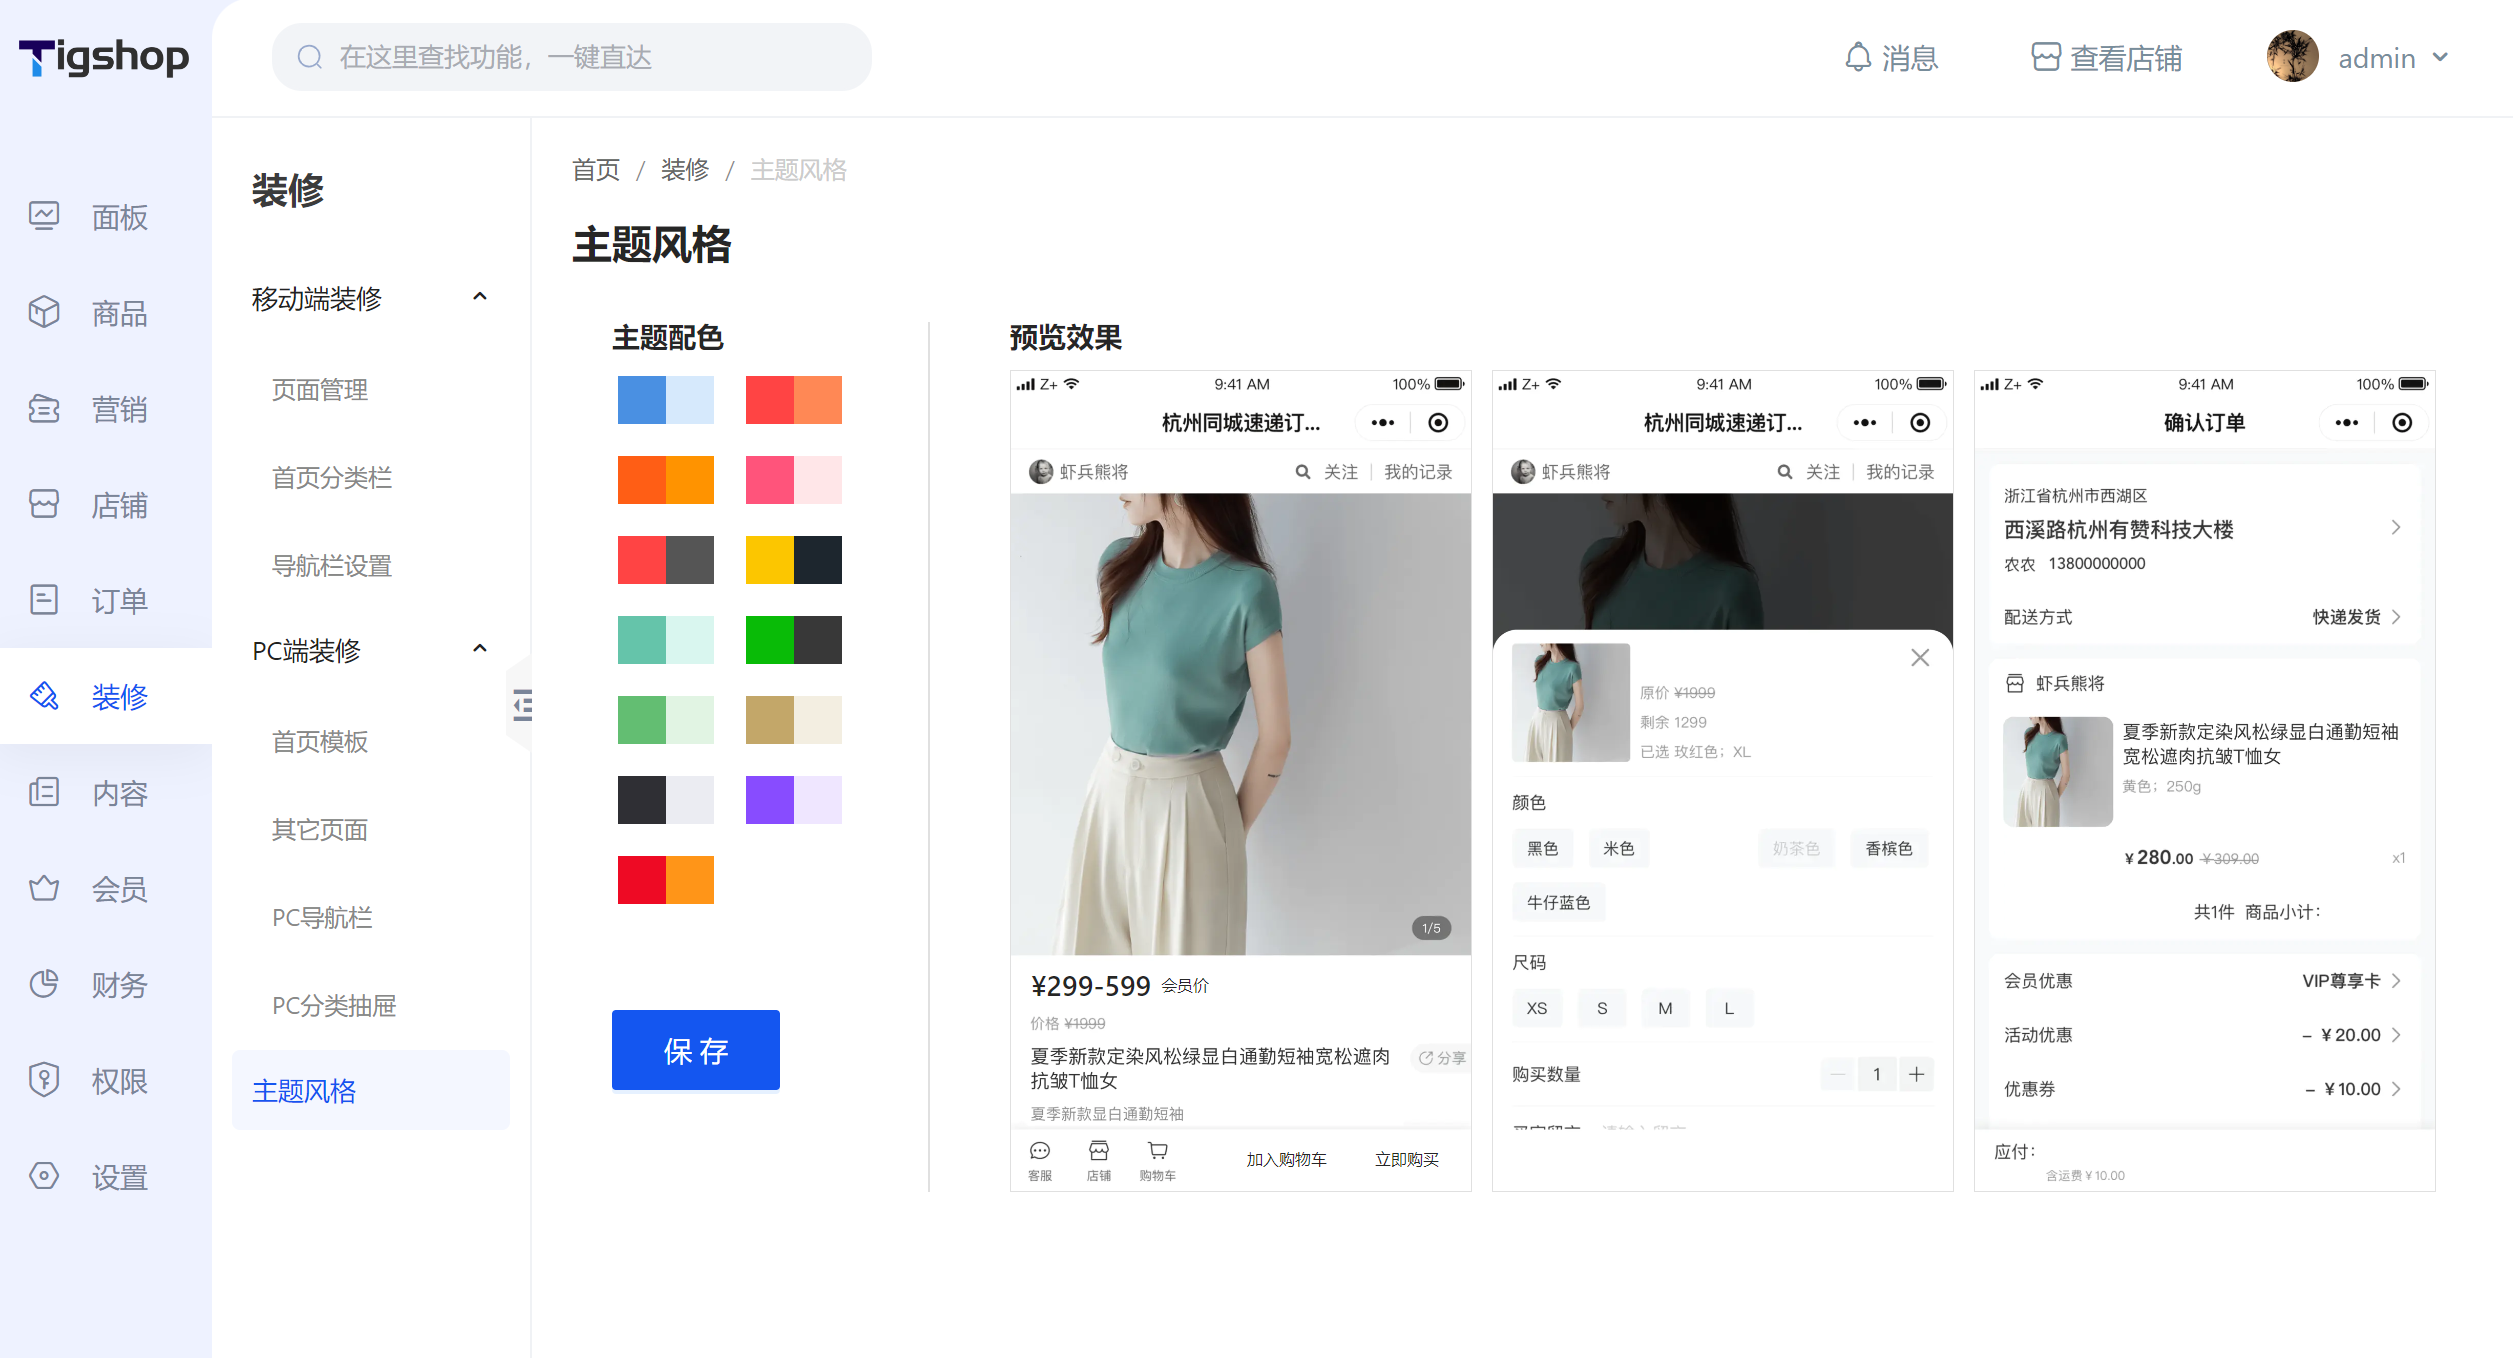 Tigshop
在这里查找功能，一键直达
消息
查看店铺
admin
面板
商品
营销
店铺
订单
装修
内容
会员
财务
权限
设置
装修
移动端装修
页面管理
首页分类栏
导航栏设置
PC端装修
首页模板
其它页面
PC导航栏
PC分类抽屉
主题风格
首页 / 装修 / 主题风格
主题风格
主题配色
保 存
预览效果
Z+ 9:41 AM 100%
杭州同城速递订...
虾兵熊将 关注 我的记录
1/5
¥299-599 会员价
价格 ¥1999
夏季新款定染风松绿显白通勤短袖宽松遮肉
抗皱T恤女
分享
夏季新款显白通勤短袖
客服 店铺 购物车 加入购物车 立即购买
Z+ 9:41 AM 100%
杭州同城速递订...
虾兵熊将 关注 我的记录
原价 ¥1999
剩余 1299
已选 玫红色；XL
颜色
黑色 米色 奶茶色 香槟色
牛仔蓝色
尺码
XS S M L
购买数量 1
Z+ 9:41 AM 100%
确认订单
浙江省杭州市西湖区
西溪路杭州有赞科技大楼
农农 13800000000
配送方式 快递发货
虾兵熊将
夏季新款定染风松绿显白通勤短袖
宽松遮肉抗皱T恤女
黄色；250g
¥280.00 ¥309.00 x1
共1件 商品小计：
会员优惠 VIP尊享卡
活动优惠 – ¥20.00
优惠券 – ¥10.00
应付：
含运费¥10.00